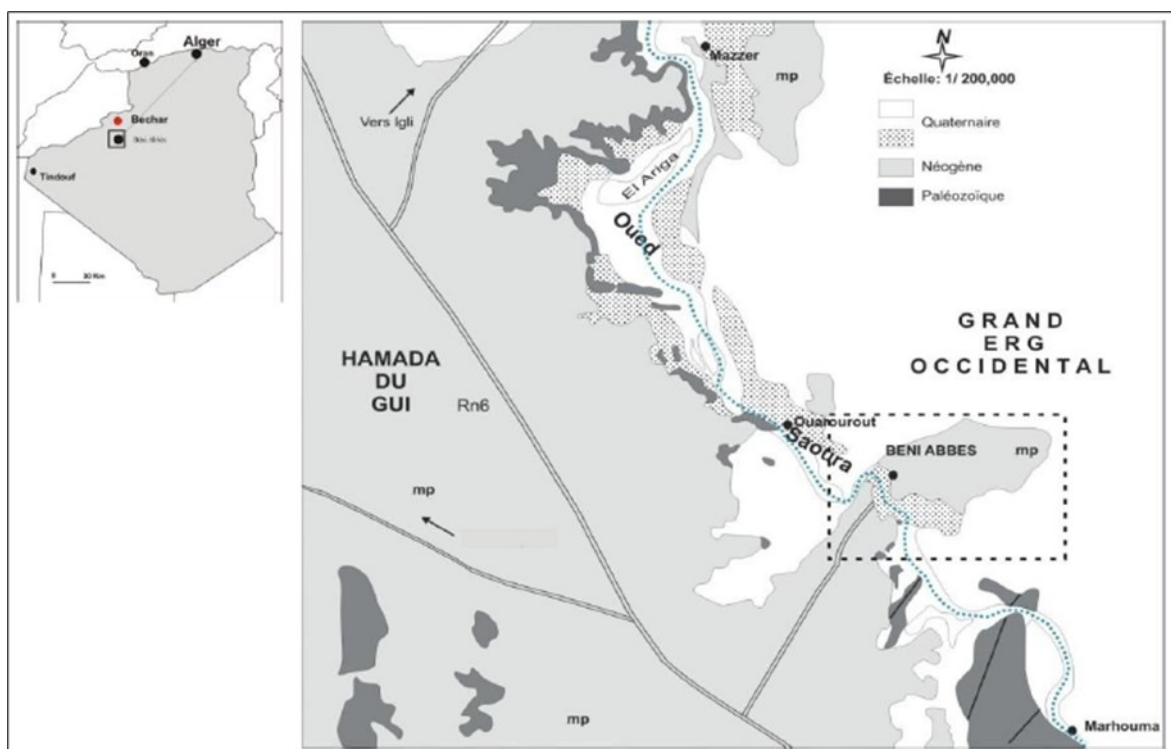 Oran
Alger
Bechar
Tindouf
0
Mazzer
mp
N
Échelle: 1/ 200,000
Quaternaire
Néogène
Paléozoïque
Vers Igli
El Ariga
Oued
GRAND
ERG
OCCIDENTAL
HAMADA
DU
GUI
Rn6
Ouarourout
Saoura
BENI ABBES
mp
mp
mp
Marhouma